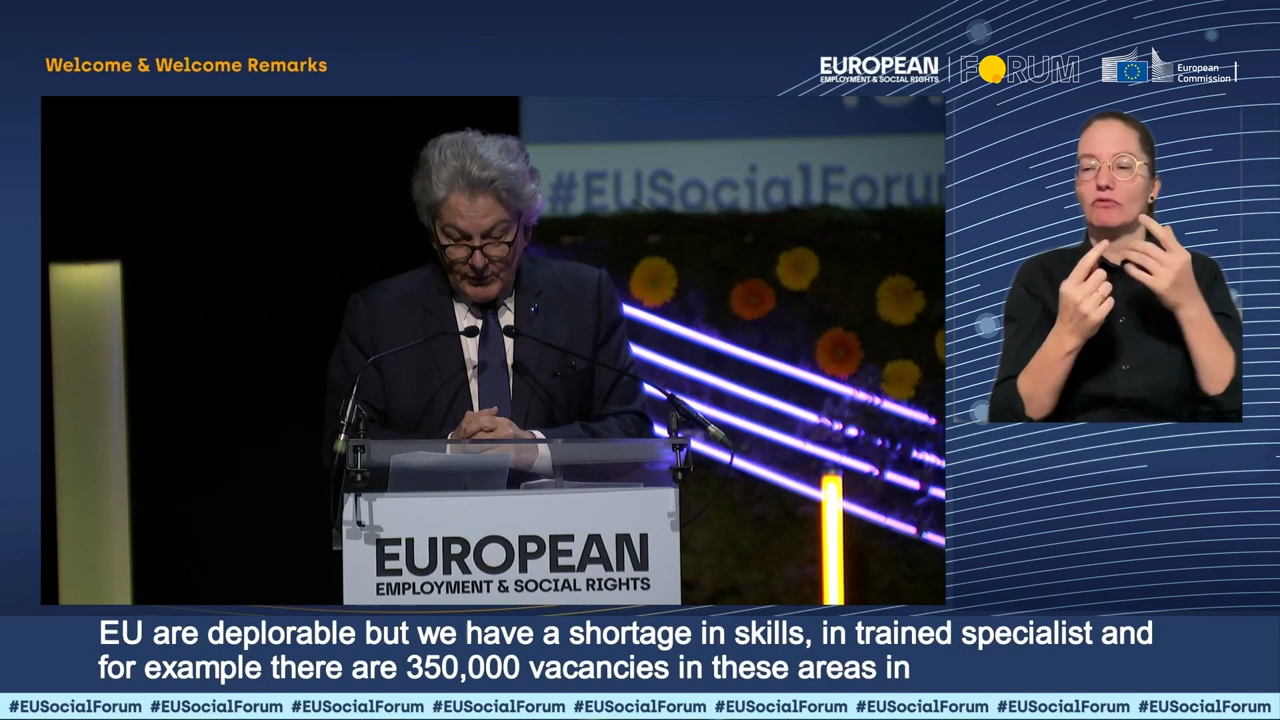 Welcome & Welcome Remarks
EUROPEAN
EMPLOYMENT & SOCIAL RIGHTS
FORUM
European
Commission
#EUSocialForu
EUROPEAN
EMPLOYMENT & SOCIAL RIGHTS
EU are deplorable but we have a shortage in skills, in trained specialist and
for example there are 350,000 vacancies in these areas in
#EUSocialForum #EUSocialForum #EUSocialForum #EUSocialForum #EUSocialForum #EUSocialForum #EUSocialForum #EUSocialForum #EUSocialForum